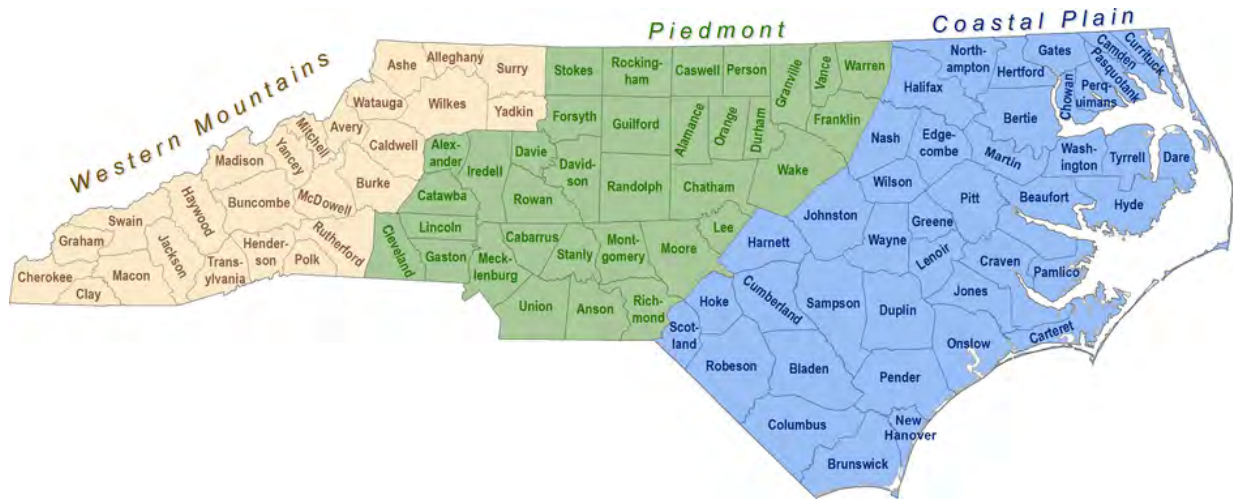 Western Mountains
Piedmont
Coastal Plain
Ashe
Alleghany
Surry
Watauga
Wilkes
Yadkin
Mitchell
Avery
Yancey
Caldwell
Madison
Burke
McDowell
Buncombe
Haywood
Swain
Rutherford
Graham
Jackson
Hender-
son
Polk
Tran-
sylvania
Macon
Cherokee
Clay
Stokes
Rocking-
ham
Caswell
Person
Granville
Vance
Warren
Forsyth
Guilford
Alamance
Orange
Durham
Franklin
Alex-
ander
Iredell
Davie
David-
son
Wake
Catawba
Rowan
Randolph
Chatham
Lincoln
Cleveland
Gaston
Meck-
lenburg
Cabarrus
Stanly
Mont-
gomery
Moore
Lee
Union
Anson
Rich-
mond
North-
ampton
Gates
Currituck
Camden
Pasquotank
Hertford
Halifax
Chowan
Per-
quimans
Bertie
Nash
Edge-
combe
Martin
Wash-
ington
Tyrrell
Dare
Wilson
Pitt
Beaufort
Hyde
Johnston
Greene
Harnett
Wayne
Lenoir
Craven
Pamlico
Jones
Hoke
Cumberland
Sampson
Duplin
Scot-
land
Onslow
Carteret
Robeson
Bladen
Pender
Columbus
New
Hanover
Brunswick